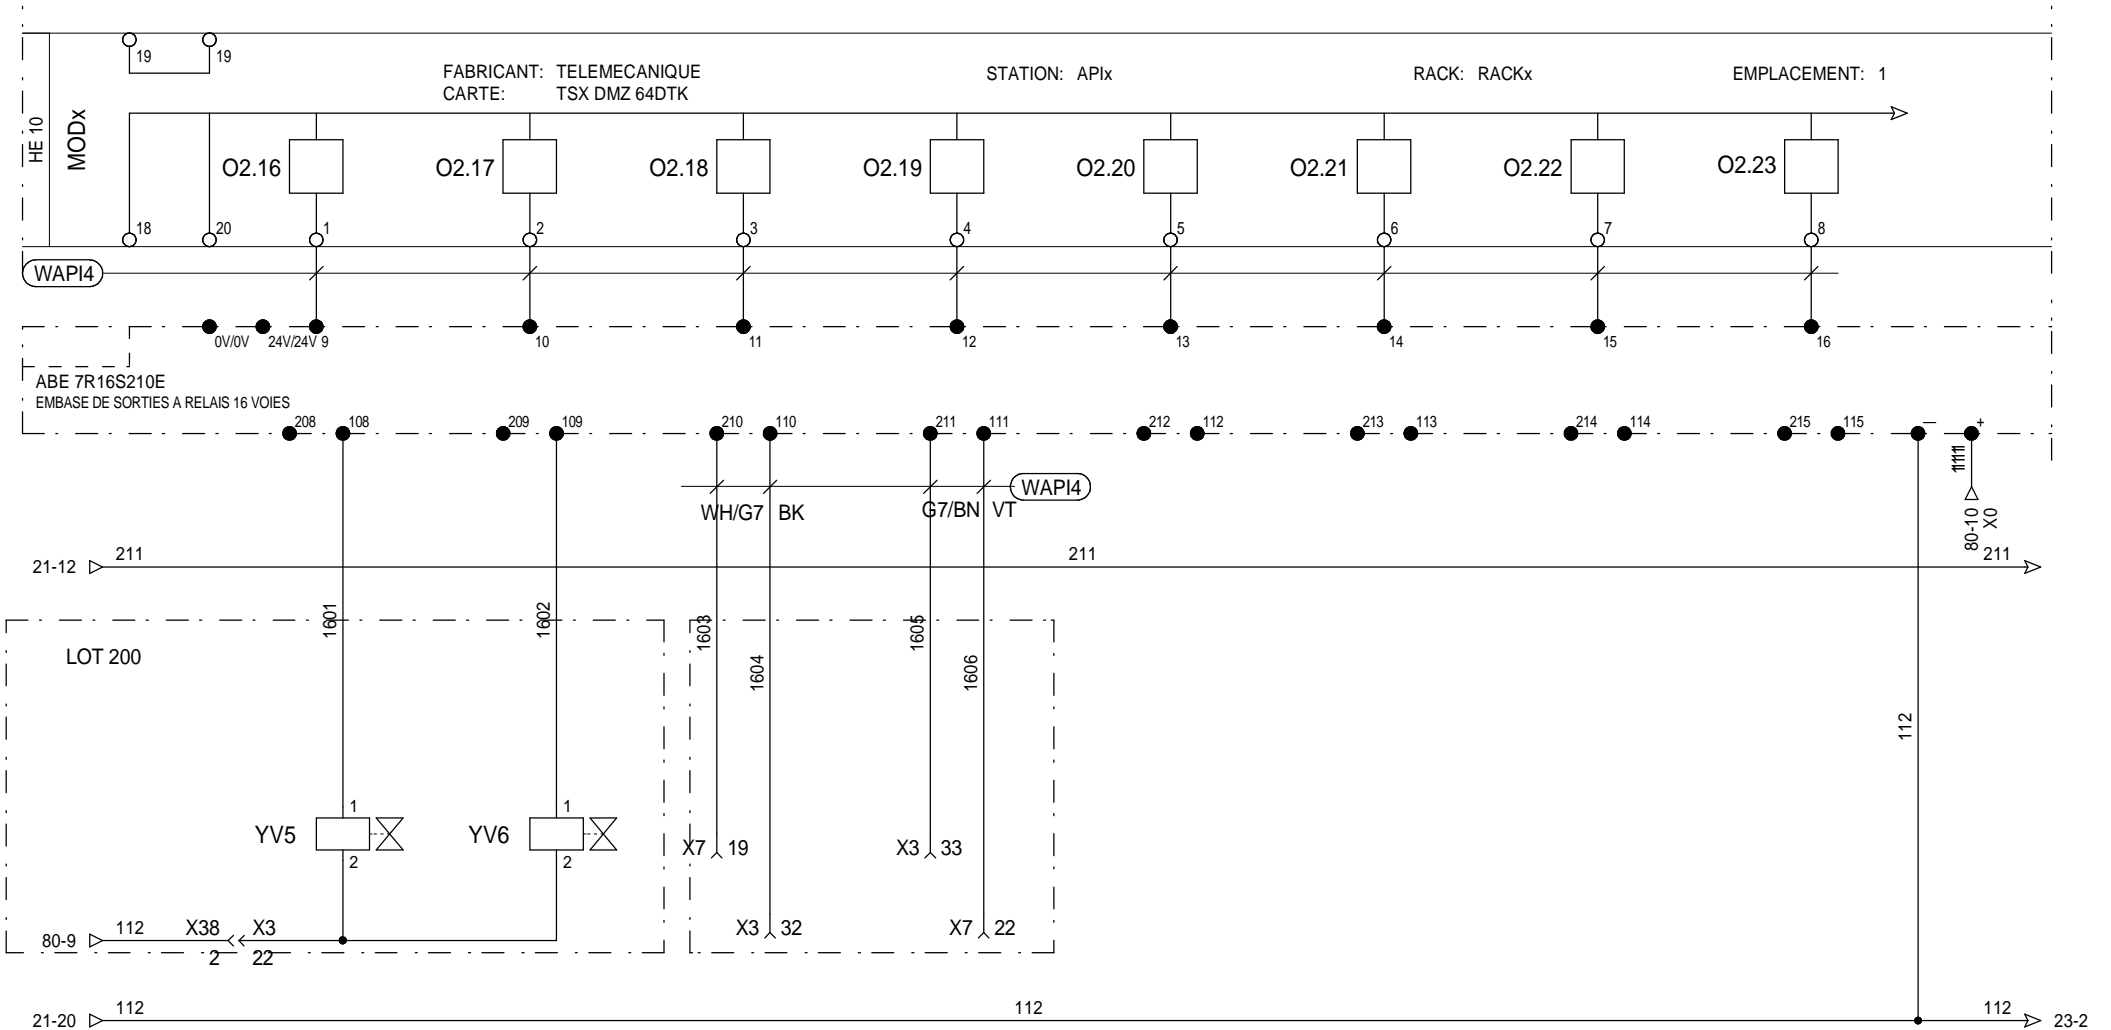 19 19
FABRICANT: TELEMECANIQUE
CARTE: TSX DMZ 64DTK
STATION: APIx
RACK: RACKx
EMPLACEMENT: 1
HE 10
MODx
O2.16 O2.17 O2.18 O2.19 O2.20 O2.21 O2.22 O2.23
18 20 1 2 3 4 5 6 7 8
WAPI4
0V/0V 24V/24V 9 10 11 12 13 14 15 16
ABE 7R16S210E
EMBASE DE SORTIES A RELAIS 16 VOIES
208 108 209 109 210 110 211 111 212 112 213 113 214 114 215 115 — +
WAPI4
WH/G7 BK G7/BN VT
80-10
X0
21-12 211 211 211
1601 1602 1603 1604 1605 1606
LOT 200
112
1 1
YV5 YV6
2 2
X7 19 X3 33
X3 32 X7 22
80-9 112 X38 X3
2 22
21-20 112 112 112 23-2